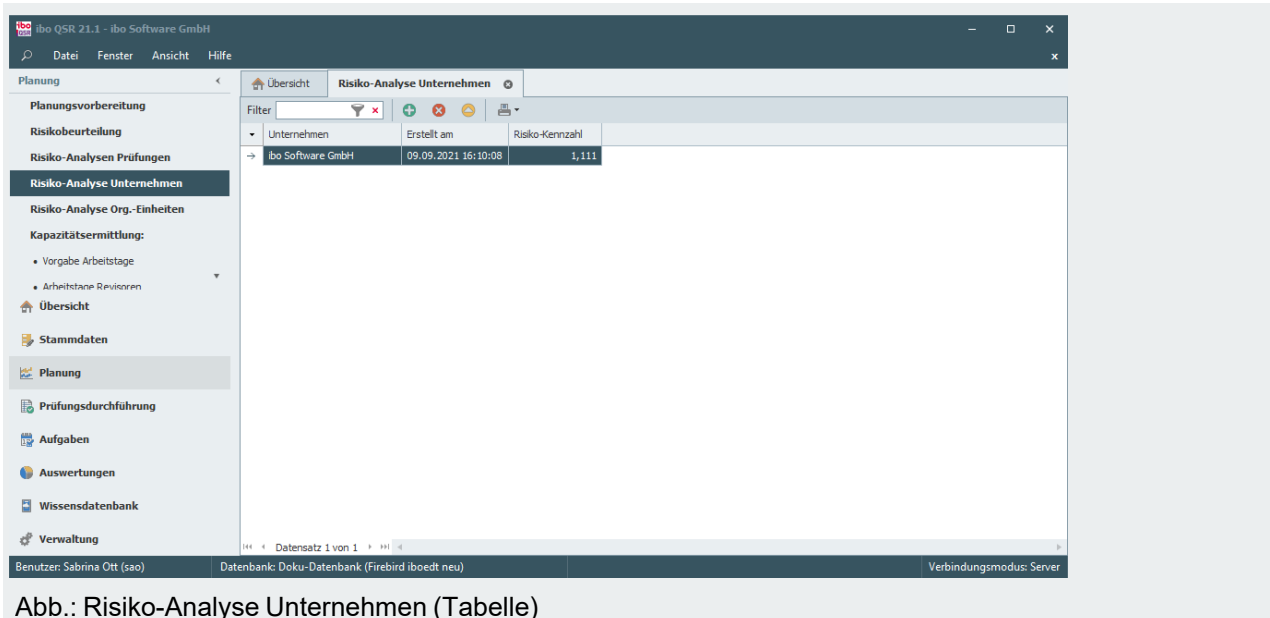 ibo QSR 21.1 - ibo Software GmbH
Datei Fenster Ansicht Hilfe
Planung
Planungsvorbereitung
Risikobeurteilung
Risiko-Analysen Prüfungen
Risiko-Analyse Unternehmen
Risiko-Analyse Org.-Einheiten
Kapazitätsermittlung:
• Vorgabe Arbeitstage
• Arbeitstage Revisoren
Übersicht
Stammdaten
Planung
Prüfungsdurchführung
Aufgaben
Auswertungen
Wissensdatenbank
Verwaltung
Übersicht Risiko-Analyse Unternehmen
Filter
Unternehmen Erstellt am Risiko-Kennzahl
ibo Software GmbH 09.09.2021 16:10:08 1,111
Datensatz 1 von 1
Benutzer: Sabrina Ott (sao) Datenbank: Doku-Datenbank (Firebird iboedt neu) Verbindungsmodus: Server
Abb.: Risiko-Analyse Unternehmen (Tabelle)